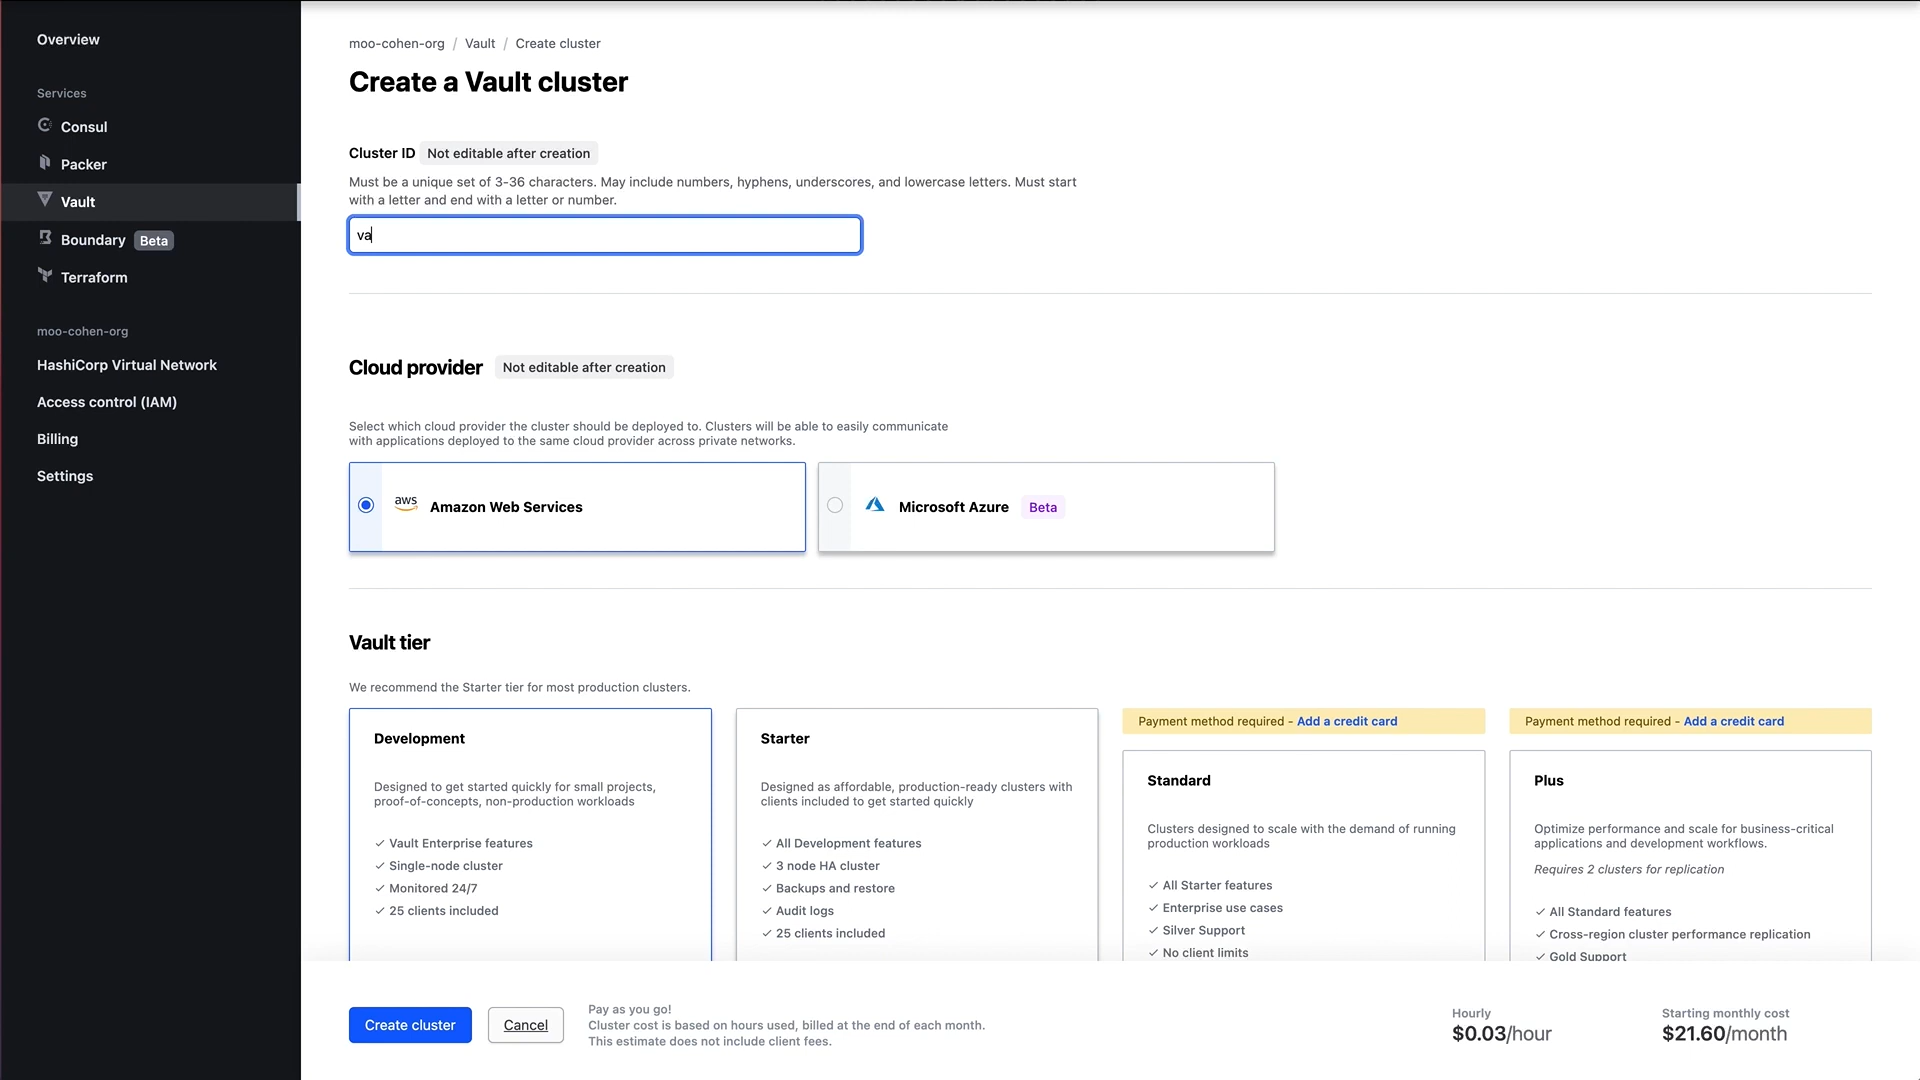 Overview
Services
Consul
Packer
Vault
Boundary Beta
Terraform
moo-cohen-org
HashiCorp Virtual Network
Access control (IAM)
Billing
Settings
moo-cohen-org / Vault / Create cluster
Create a Vault cluster
Cluster ID Not editable after creation
Must be a unique set of 3-36 characters. May include numbers, hyphens, underscores, and lowercase letters. Must start
with a letter and end with a letter or number.
va
Cloud provider Not editable after creation
Select which cloud provider the cluster should be deployed to. Clusters will be able to easily communicate
with applications deployed to the same cloud provider across private networks.
aws Amazon Web Services
Microsoft Azure Beta
Vault tier
We recommend the Starter tier for most production clusters.
Development
Designed to get started quickly for small projects,
proof-of-concepts, non-production workloads
Vault Enterprise features
Single-node cluster
Monitored 24/7
25 clients included
Starter
Designed as affordable, production-ready clusters with
clients included to get started quickly
All Development features
3 node HA cluster
Backups and restore
Audit logs
25 clients included
Payment method required - Add a credit card
Standard
Clusters designed to scale with the demand of running
production workloads
All Starter features
Enterprise use cases
Silver Support
No client limits
Payment method required - Add a credit card
Plus
Optimize performance and scale for business-critical
applications and development workflows.
Requires 2 clusters for replication
All Standard features
Cross-region cluster performance replication
Gold Support
Create cluster
Cancel
Pay as you go!
Cluster cost is based on hours used, billed at the end of each month.
This estimate does not include client fees.
Hourly
$0.03/hour
Starting monthly cost
$21.60/month